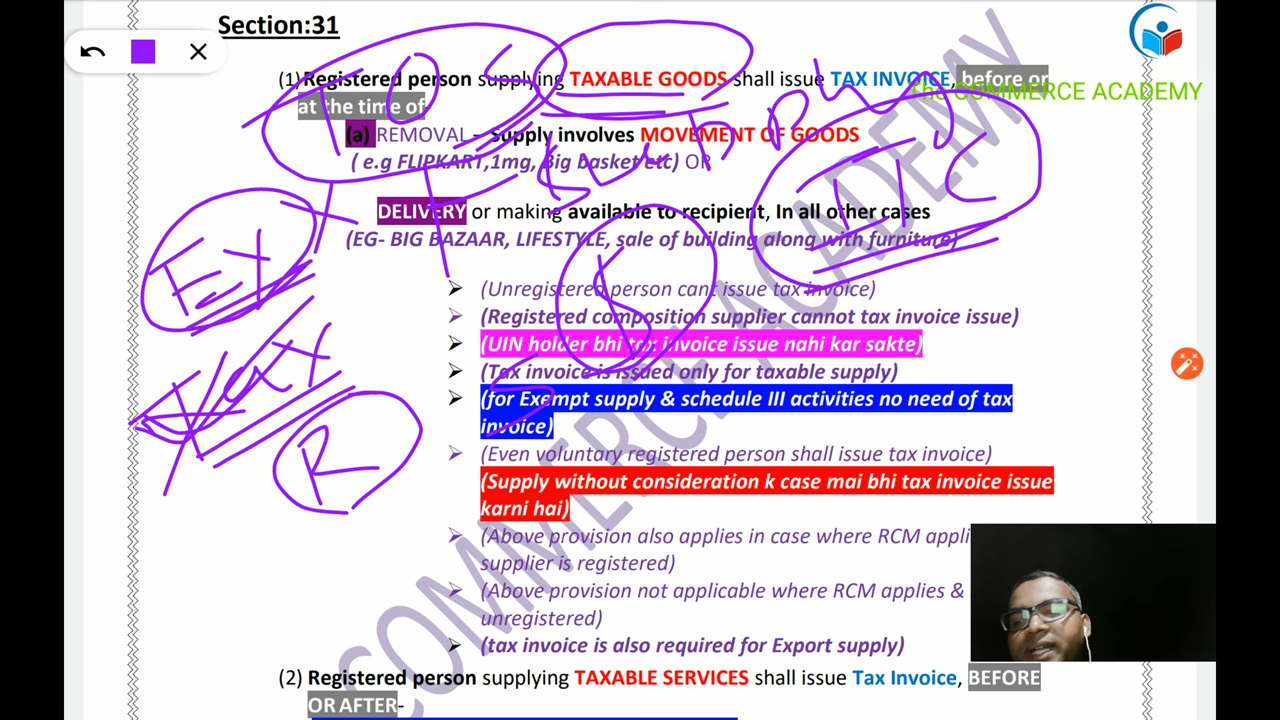 Section:31
(1) Registered person supplying TAXABLE GOODS shall issue TAX INVOICE, before or
at the time of
The COMMERCE ACADEMY
(a) REMOVAL – Supply involves MOVEMENT OF GOODS
( e.g FLIPKART,1mg, Big basket etc) OR
DELIVERY or making available to recipient, In all other cases
(EG- BIG BAZAAR, LIFESTYLE, sale of building along with furniture)
➢ (Unregistered person cant issue tax invoice)
➢ (Registered composition supplier cannot tax invoice issue)
➢ (UIN holder bhi tax invoice issue nahi kar sakte)
➢ (Tax invoice is issued only for taxable supply)
➢ (for Exempt supply & schedule III activities no need of tax
invoice)
➢ (Even voluntary registered person shall issue tax invoice)
(Supply without consideration k case mai bhi tax invoice issue
karni hai)
➢ (Above provision also applies in case where RCM appli
supplier is registered)
➢ (Above provision not applicable where RCM applies &
unregistered)
➢ (tax invoice is also required for Export supply)
(2) Registered person supplying TAXABLE SERVICES shall issue Tax Invoice, BEFORE
OR AFTER-
COMMERCE ACADEMY
TOS
Ex
R